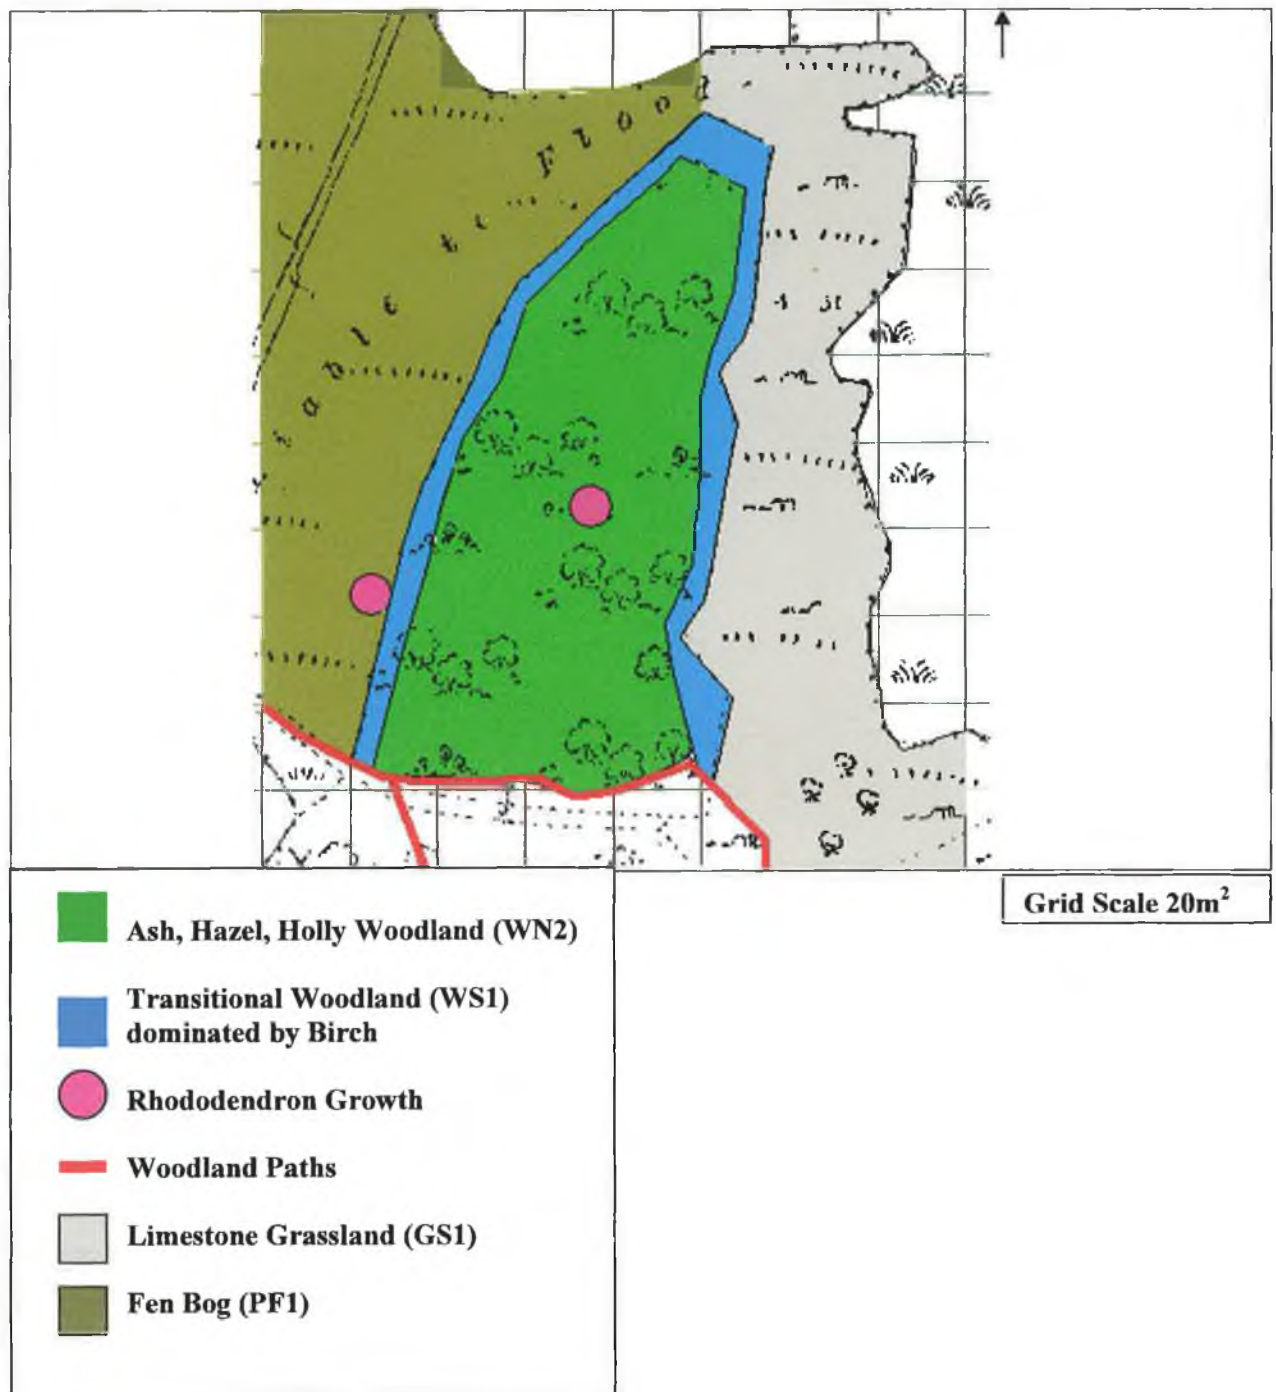 Grid Scale 20m²
Ash, Hazel, Holly Woodland (WN2)
Transitional Woodland (WS1)
dominated by Birch
Rhododendron Growth
Woodland Paths
Limestone Grassland (GS1)
Fen Bog (PF1)